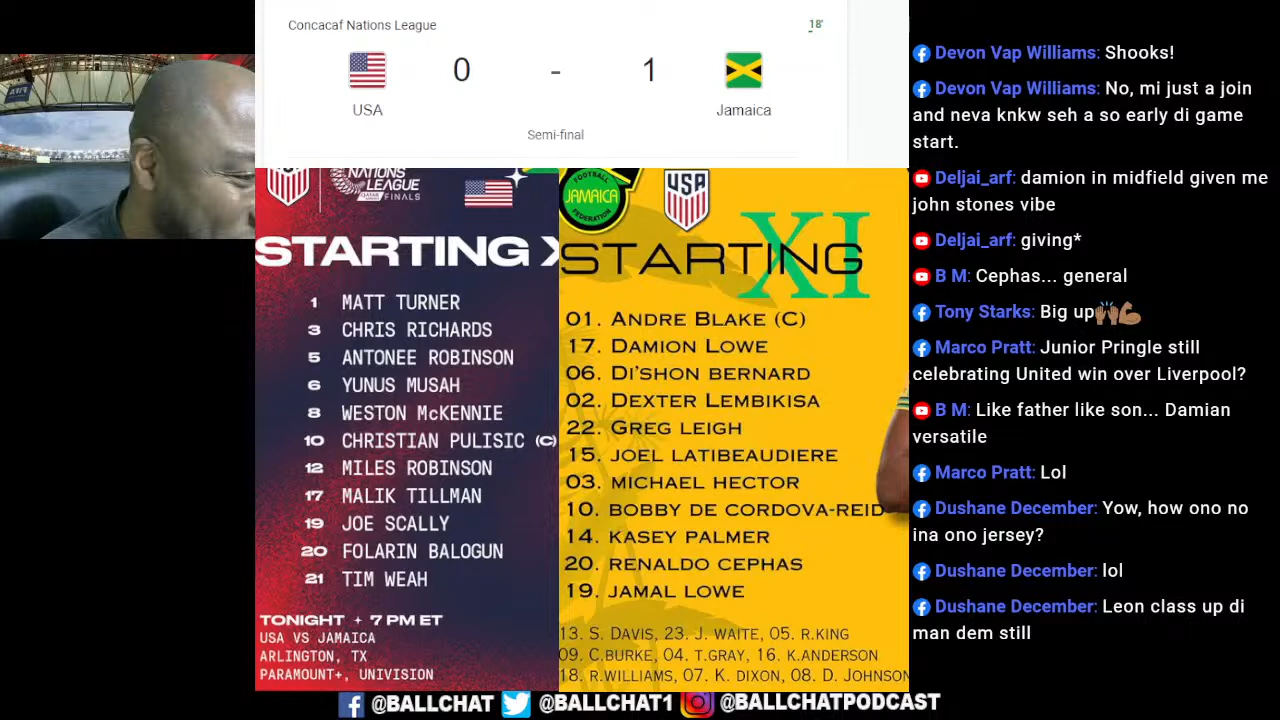 Concacaf Nations League
18'
USA 0 - 1 Jamaica
Semi-final
NATIONS
LEAGUE
FINALS
STARTING X
1 MATT TURNER
3 CHRIS RICHARDS
5 ANTONEE ROBINSON
6 YUNUS MUSAH
8 WESTON McKENNIE
10 CHRISTIAN PULISIC (C)
12 MILES ROBINSON
17 MALIK TILLMAN
19 JOE SCALLY
20 FOLARIN BALOGUN
21 TIM WEAH
TONIGHT + 7 PM ET
USA VS JAMAICA
ARLINGTON, TX
PARAMOUNT+, UNIVISION
FOOTBALL
JAMAICA
FEDERATION
USA
STARTING
XI
01. ANDRE BLAKE (C)
17. DAMION LOWE
06. DI'SHON BERNARD
02. DEXTER LEMBIKISA
22. GREG LEIGH
15. JOEL LATIBEAUDIERE
03. MICHAEL HECTOR
10. BOBBY DE CORDOVA-REID
14. KASEY PALMER
20. RENALDO CEPHAS
19. JAMAL LOWE
13. S. DAVIS, 23. J. WAITE, 05. R.KING
09. C.BURKE, 04. T.GRAY, 16. K.ANDERSON
18. R.WILLIAMS, 07. K. DIXON, 08. D. JOHNSON
Devon Vap Williams: Shooks!
Devon Vap Williams: No, mi just a join
and neva knkw seh a so early di game
start.
Deljai_arf: damion in midfield given me
john stones vibe
Deljai_arf: giving*
B M: Cephas... general
Tony Starks: Big up🙌🏾💪🏾
Marco Pratt: Junior Pringle still
celebrating United win over Liverpool?
B M: Like father like son... Damian
versatile
Marco Pratt: Lol
Dushane December: Yow, how ono no
ina ono jersey?
Dushane December: lol
Dushane December: Leon class up di
man dem still
@BALLCHAT @BALLCHAT1 @BALLCHATPODCAST